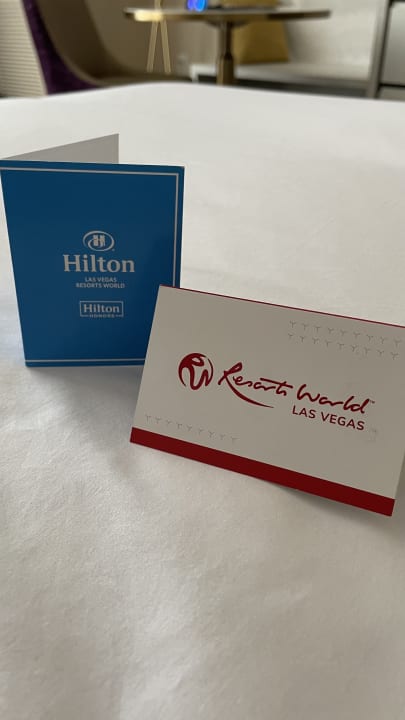 Hilton
LAS VEGAS
RESORTS WORLD
Hilton
HONORS
Resorts World
LAS VEGAS